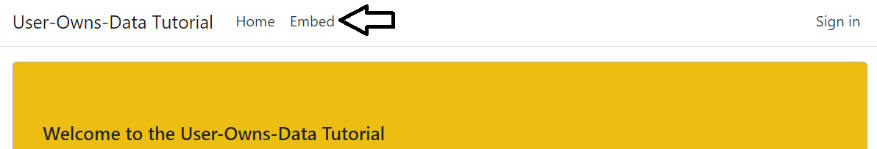 User-Owns-Data Tutorial Home Embed Sign in
Welcome to the User-Owns-Data Tutorial